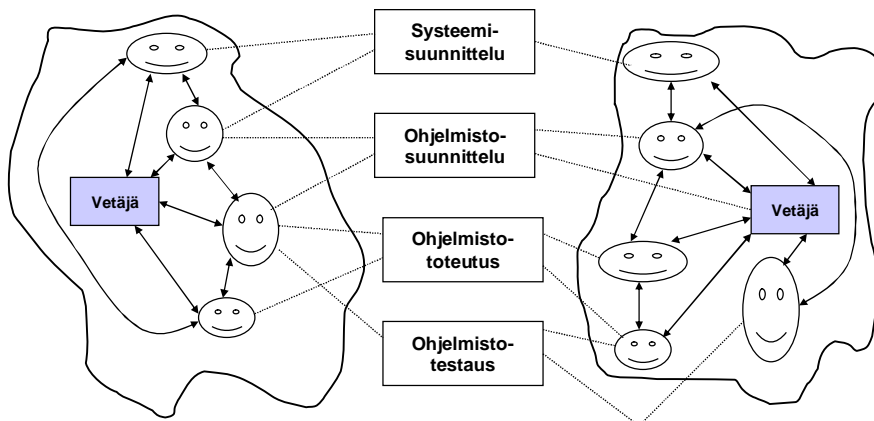 Systeemi-
suunnittelu
Ohjelmisto-
suunnittelu
Vetäjä
Vetäjä
Ohjelmisto-
toteutus
Ohjelmisto-
testaus